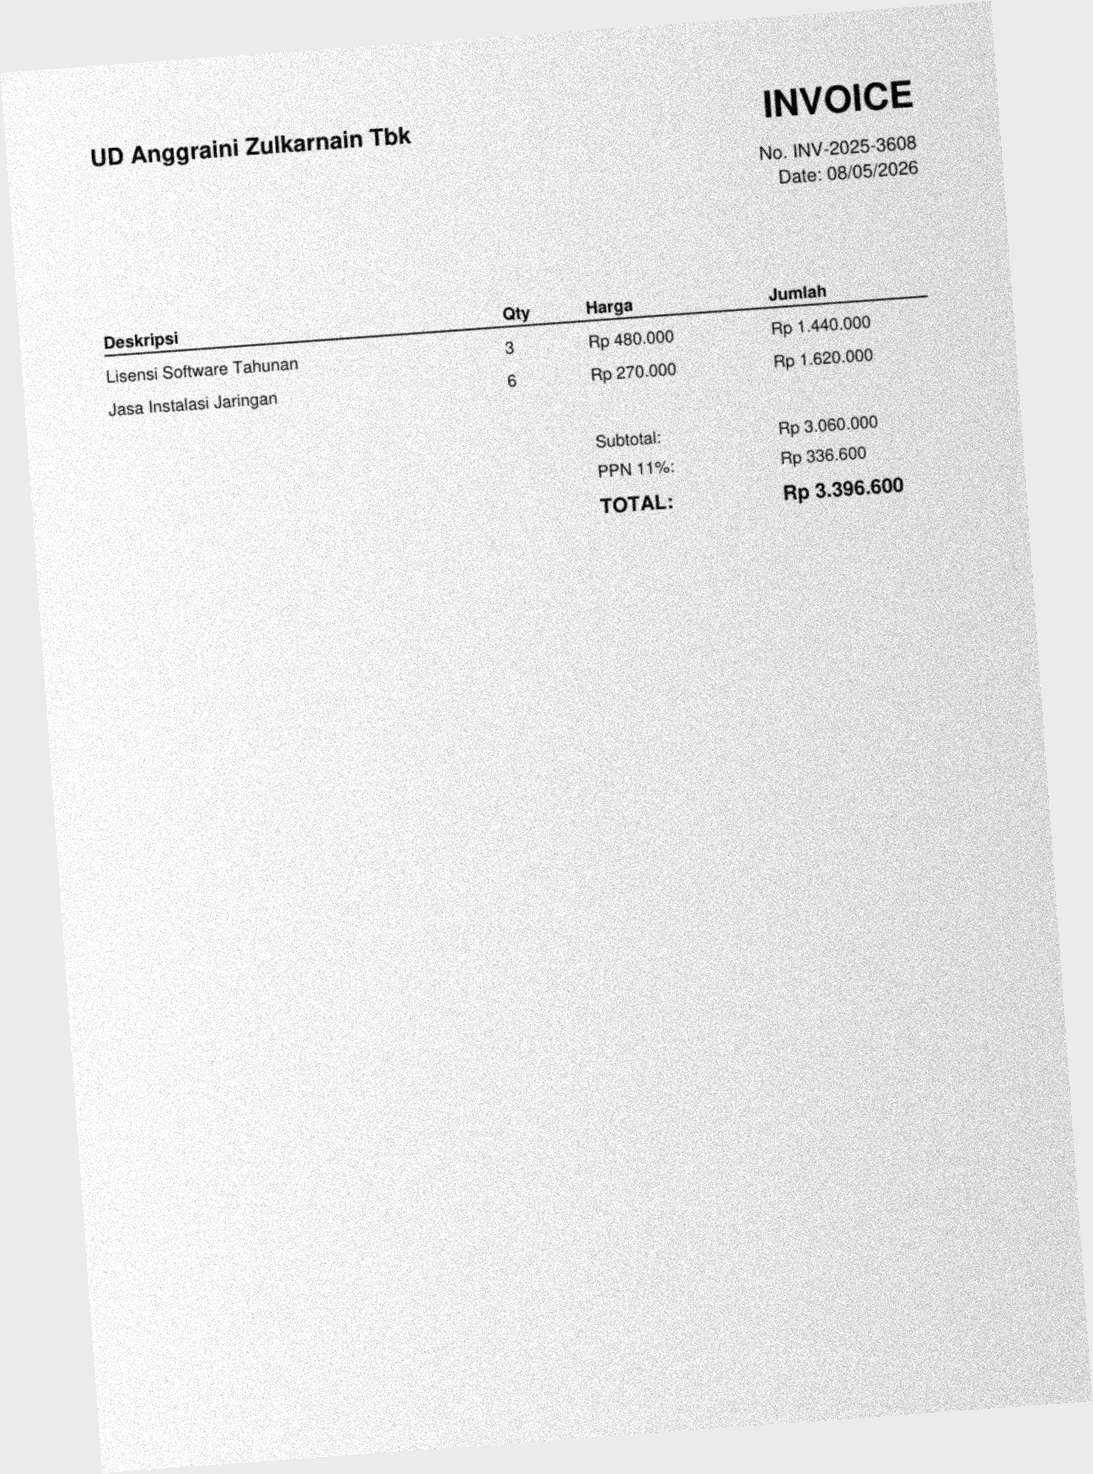 INVOICE
UD Anggraini Zulkarnain Tbk
No. INV-2025-3608
Date: 08/05/2026
Deskripsi Qty Harga Jumlah
Lisensi Software Tahunan 3 Rp 480.000 Rp 1.440.000
Jasa Instalasi Jaringan 6 Rp 270.000 Rp 1.620.000
Subtotal: Rp 3.060.000
PPN 11%: Rp 336.600
TOTAL: Rp 3.396.600